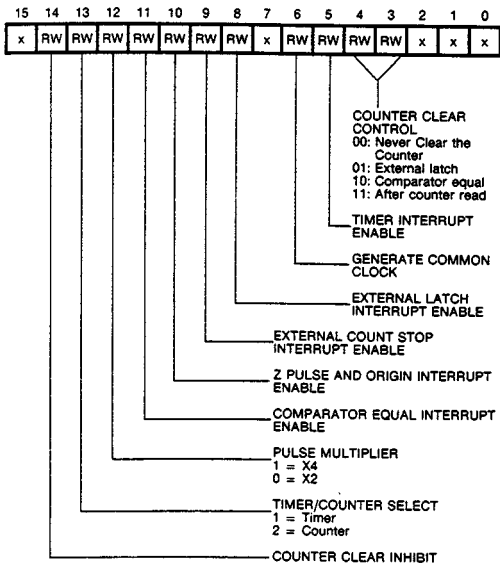 15 14 13 12 11 10 9 8 7 6 5 4 3 2 1 0
x RW RW RW RW RW RW RW x RW RW RW RW x x x
COUNTER CLEAR
CONTROL
00: Never Clear the
Counter
01: External latch
10: Comparator equal
11: After counter read
TIMER INTERRUPT
ENABLE
GENERATE COMMON
CLOCK
EXTERNAL LATCH
INTERRUPT ENABLE
EXTERNAL COUNT STOP
INTERRUPT ENABLE
Z PULSE AND ORIGIN INTERRUPT
ENABLE
COMPARATOR EQUAL INTERRUPT
ENABLE
PULSE MULTIPLIER
1 = X4
0 = X2
TIMER/COUNTER SELECT
1 = Timer
2 = Counter
COUNTER CLEAR INHIBIT